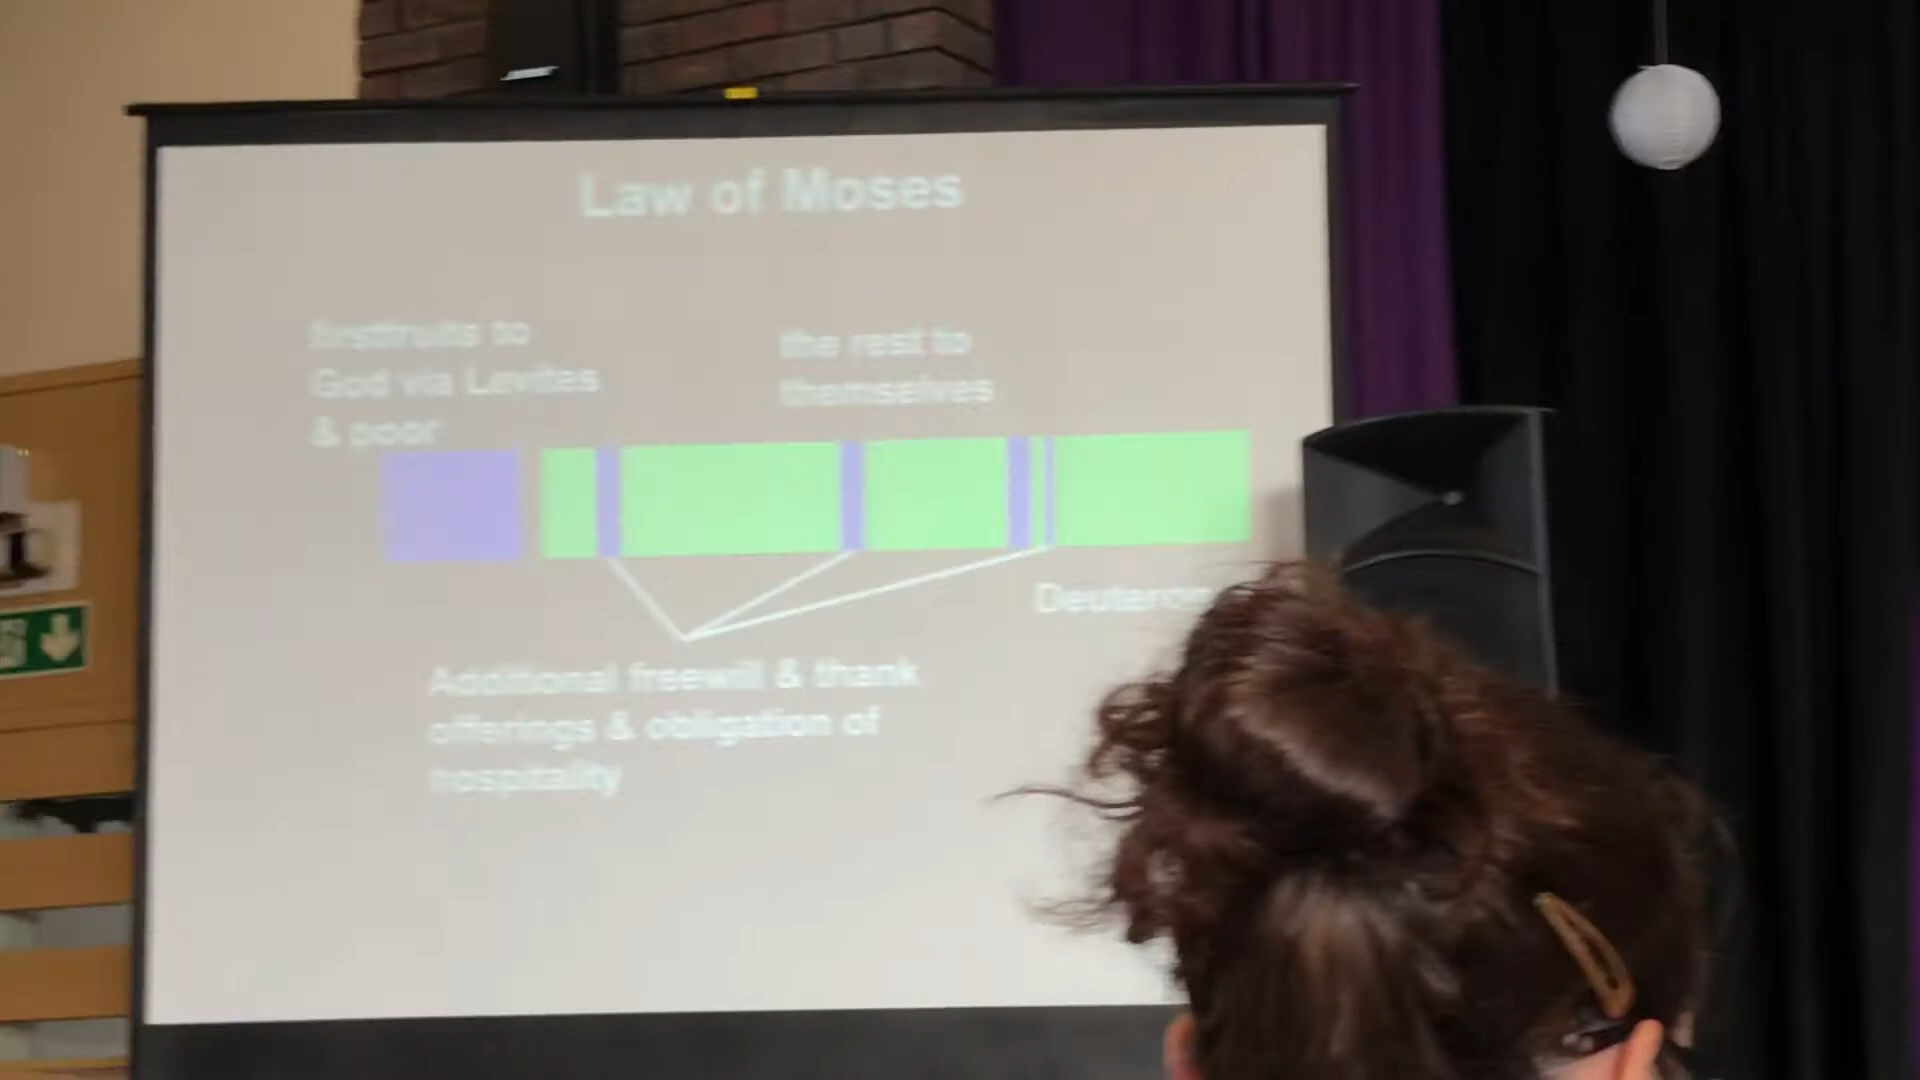 Law of Moses
firstfruits to
God via Levites
& poor
the rest to
themselves
Additional freewill & thank
offerings & obligation of
hospitality